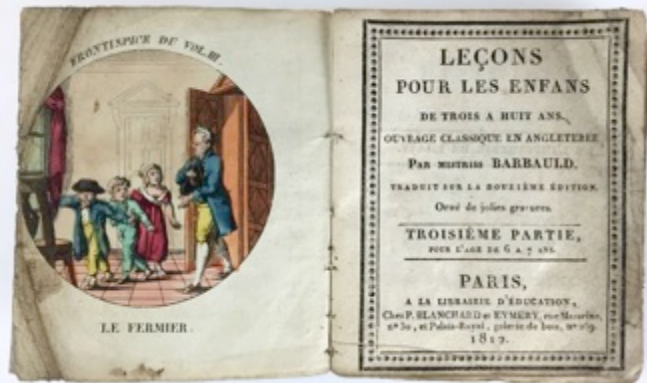 FRONTISPICE DU VOL. III.
LE FERMIER.
LEÇONS
POUR LES ENFANS
DE TROIS A HUIT ANS,
OUVRAGE CLASSIQUE EN ANGLETERRE
PAR MISTRISS BARBAULD.
TRADUIT SUR LA DOUZIÈME ÉDITION.
Orné de jolies gravures.
TROISIÈME PARTIE,
POUR L'AGE DE 6 A 7 ANS.
PARIS,
A LA LIBRAIRIE D'ÉDUCATION,
Chez P. BLANCHARD et EYMERY, rue Mazarine,
n° 30, et Palais-Royal, galerie de bois, n°
1817.